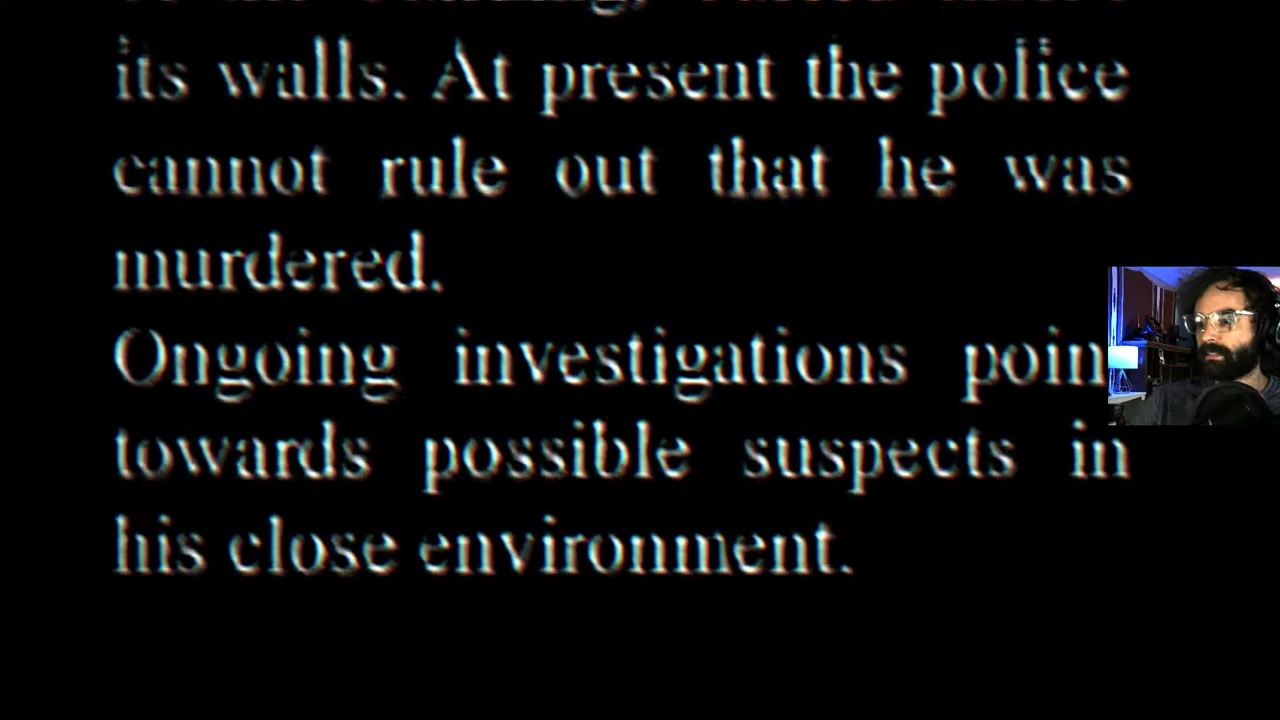 its walls. At present the police
cannot rule out that he was
murdered.
Ongoing investigations poin
towards possible suspects in
his close environment.